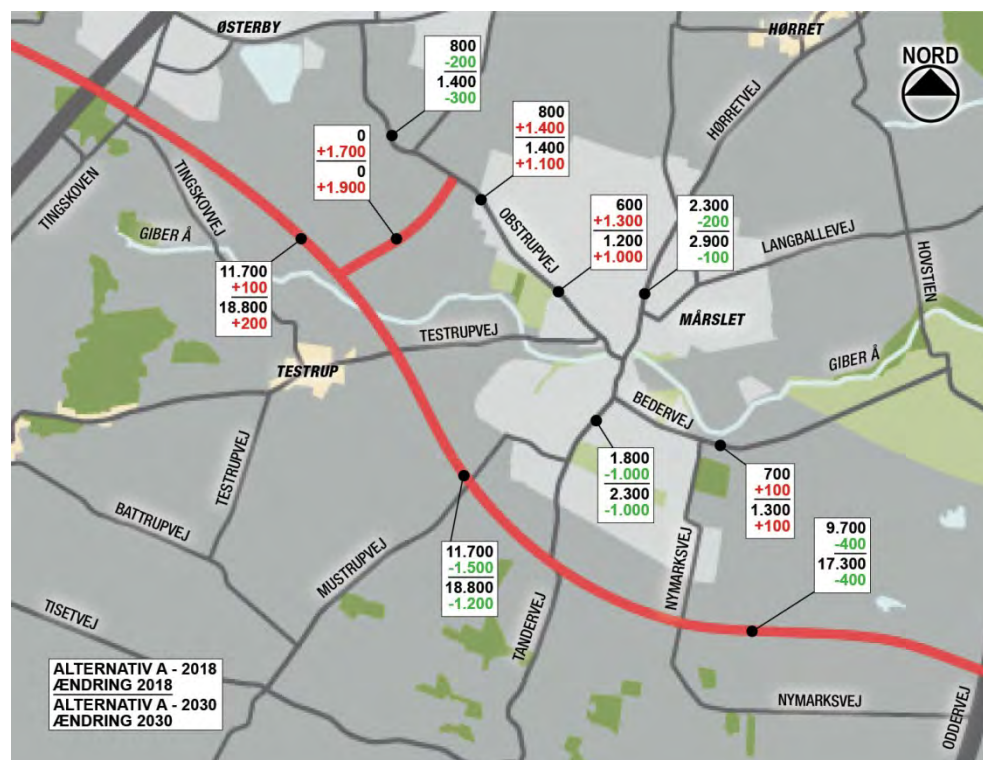 ØSTERBY
HØRRET
NORD
800
-200
1.400
-300
0
+1.700
0
+1.900
800
+1.400
1.400
+1.100
HØRRETVEJ
TINGSKOVEN
TINGSKOVVEJ
GIBER Å
OBSTRUPVEJ
600
+1.300
1.200
+1.000
2.300
-200
2.900
-100
LANGBALLEVEJ
HOVSTIEN
11.700
+100
18.800
+200
MÅRSLET
TESTRUPVEJ
GIBER Å
TESTRUP
BEDERVEJ
TESTRUPVEJ
BATTRUPVEJ
1.800
-1.000
2.300
-1.000
700
+100
1.300
+100
MUSTRUPVEJ
11.700
-1.500
18.800
-1.200
NYMARKSVEJ
9.700
-400
17.300
-400
TISETVEJ
TANDERVEJ
ALTERNATIV A - 2018
ÆNDRING 2018
ALTERNATIV A - 2030
ÆNDRING 2030
NYMARKSVEJ
ODDERVEJ